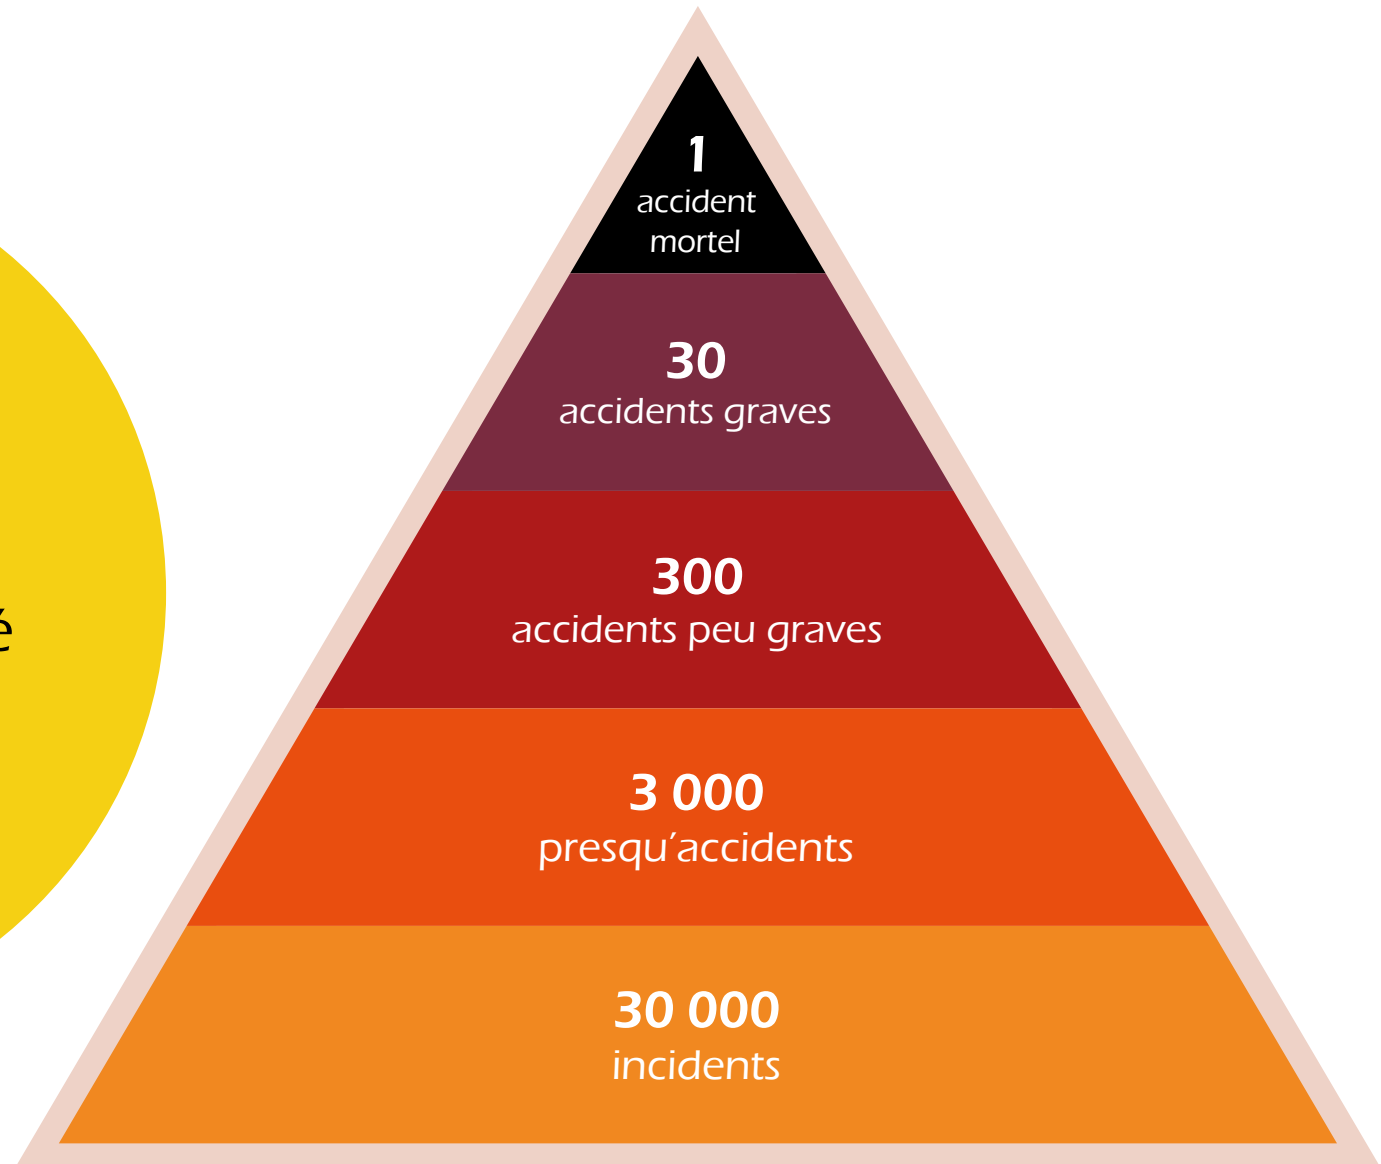 1
accident
mortel
30
accidents graves
300
accidents peu graves
é
3 000
presqu’accidents
30 000
incidents